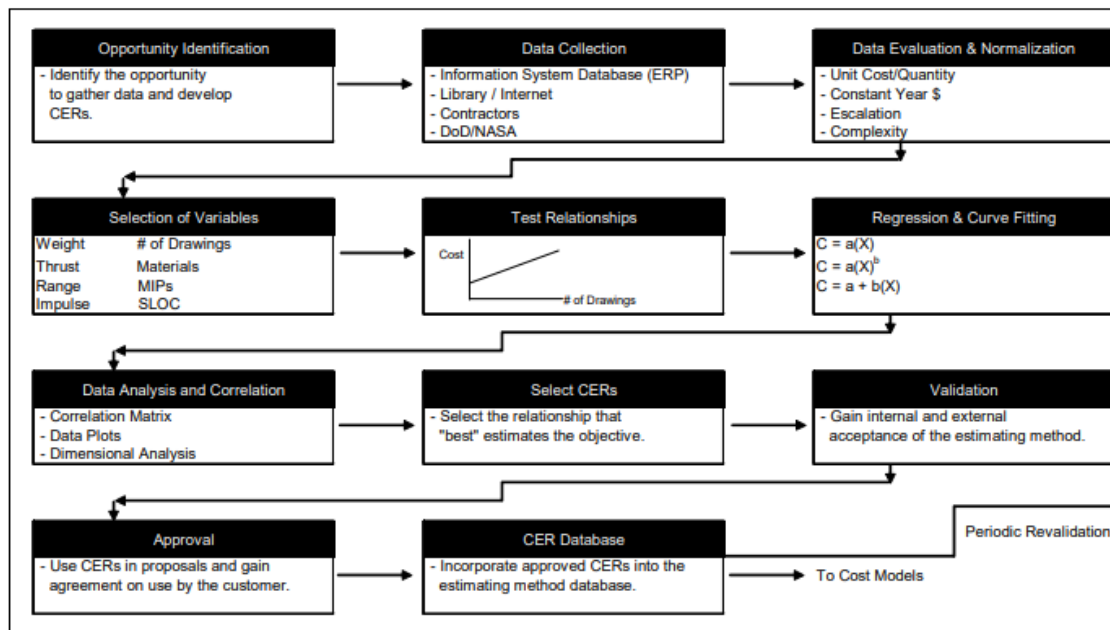 Opportunity Identification
- Identify the opportunity
to gather data and develop
CERs.
Data Collection
- Information System Database (ERP)
- Library / Internet
- Contractors
- DoD/NASA
Data Evaluation & Normalization
- Unit Cost/Quantity
- Constant Year $
- Escalation
- Complexity
Selection of Variables
Weight # of Drawings
Thrust Materials
Range MIPs
Impulse SLOC
Test Relationships
Cost
# of Drawings
Regression & Curve Fitting
C = a(X)
C = a(X)ᵇ
C = a + b(X)
Data Analysis and Correlation
- Correlation Matrix
- Data Plots
- Dimensional Analysis
Select CERs
- Select the relationship that
"best" estimates the objective.
Validation
- Gain internal and external
acceptance of the estimating method.
Approval
- Use CERs in proposals and gain
agreement on use by the customer.
CER Database
- Incorporate approved CERs into the
estimating method database.
Periodic Revalidation
To Cost Models